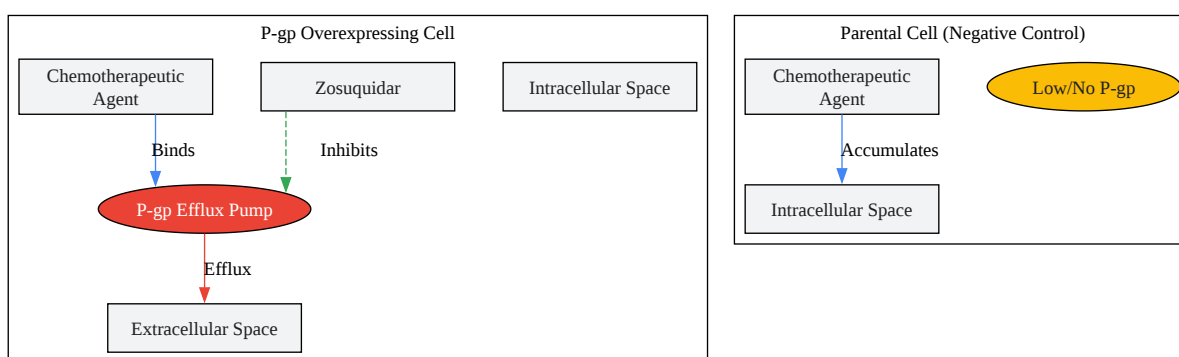 P-gp Overexpressing Cell
Chemotherapeutic
Agent
Zosuquidar
Intracellular Space
Binds
Inhibits
P-gp Efflux Pump
Efflux
Extracellular Space
Parental Cell (Negative Control)
Chemotherapeutic
Agent
Low/No P-gp
Accumulates
Intracellular Space